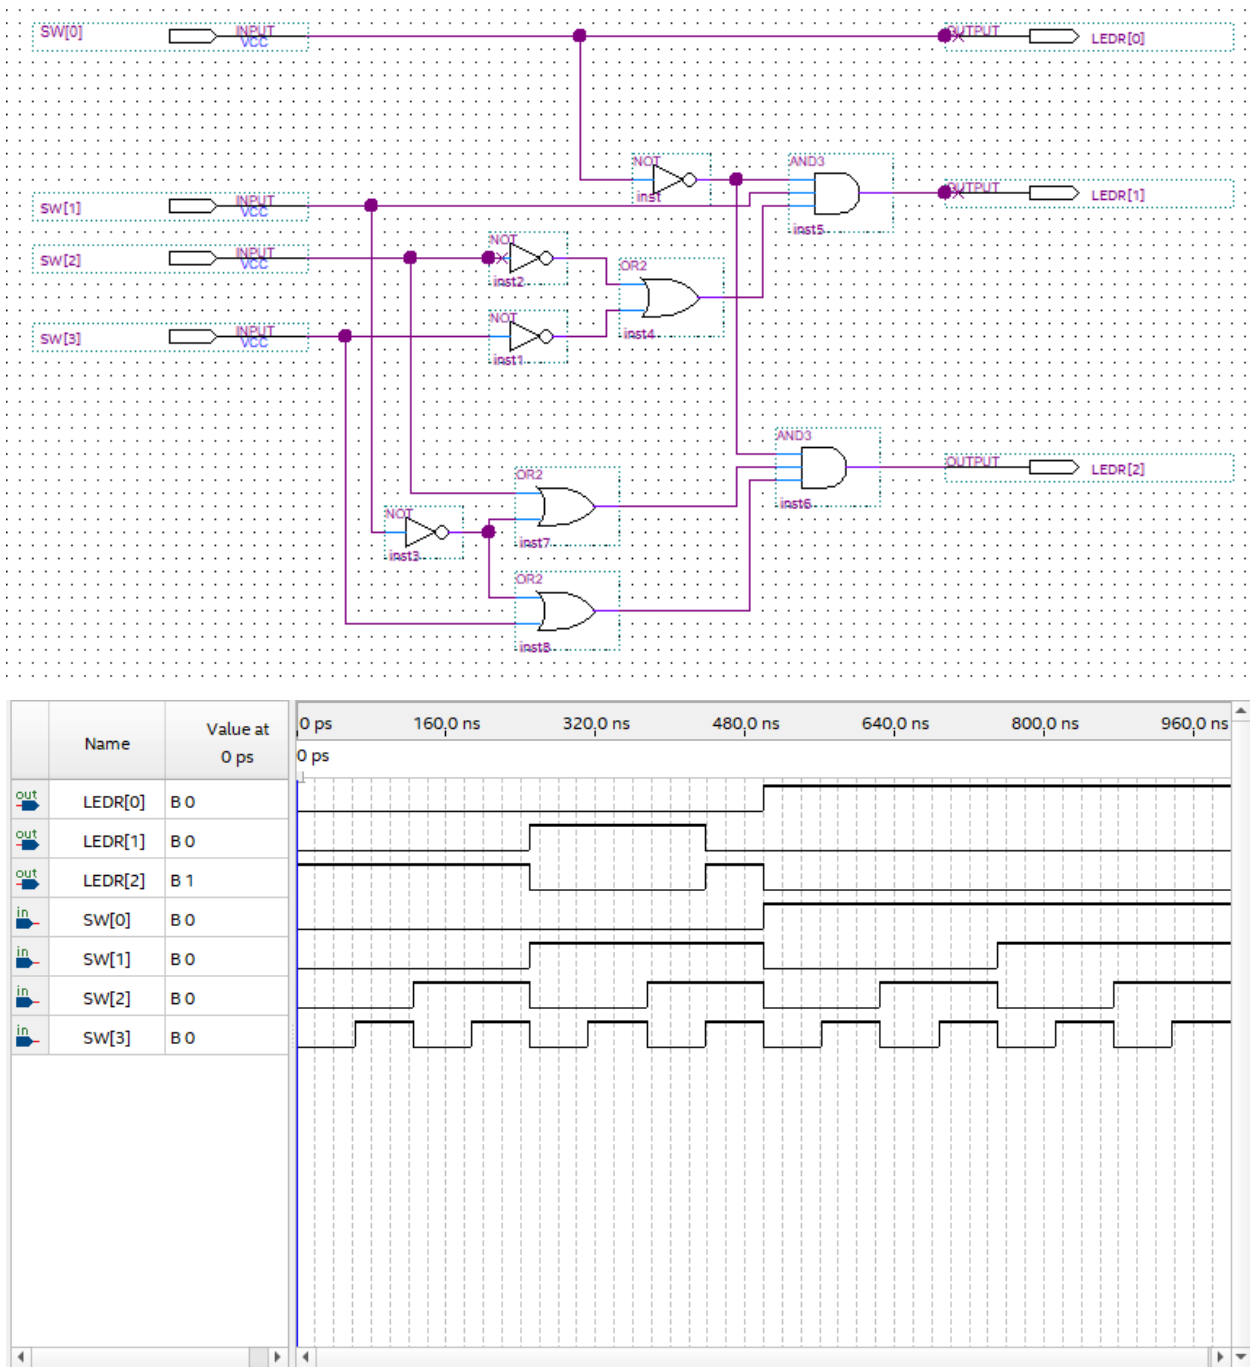 SW[0] INPUT VCC OUTPUT LEDR[0]
NOT inst AND3 inst5
SW[1] INPUT VCC OUTPUT LEDR[1]
SW[2] INPUT VCC NOT inst2 OR2 inst4
SW[3] INPUT VCC NOT inst1
AND3 inst6 OUTPUT LEDR[2]
OR2 inst7
NOT inst3
OR2 inst8
Name Value at 0 ps 0 ps 160.0 ns 320.0 ns 480.0 ns 640.0 ns 800.0 ns 960.0 ns
0 ps
out LEDR[0] B 0
out LEDR[1] B 0
out LEDR[2] B 1
in SW[0] B 0
in SW[1] B 0
in SW[2] B 0
in SW[3] B 0